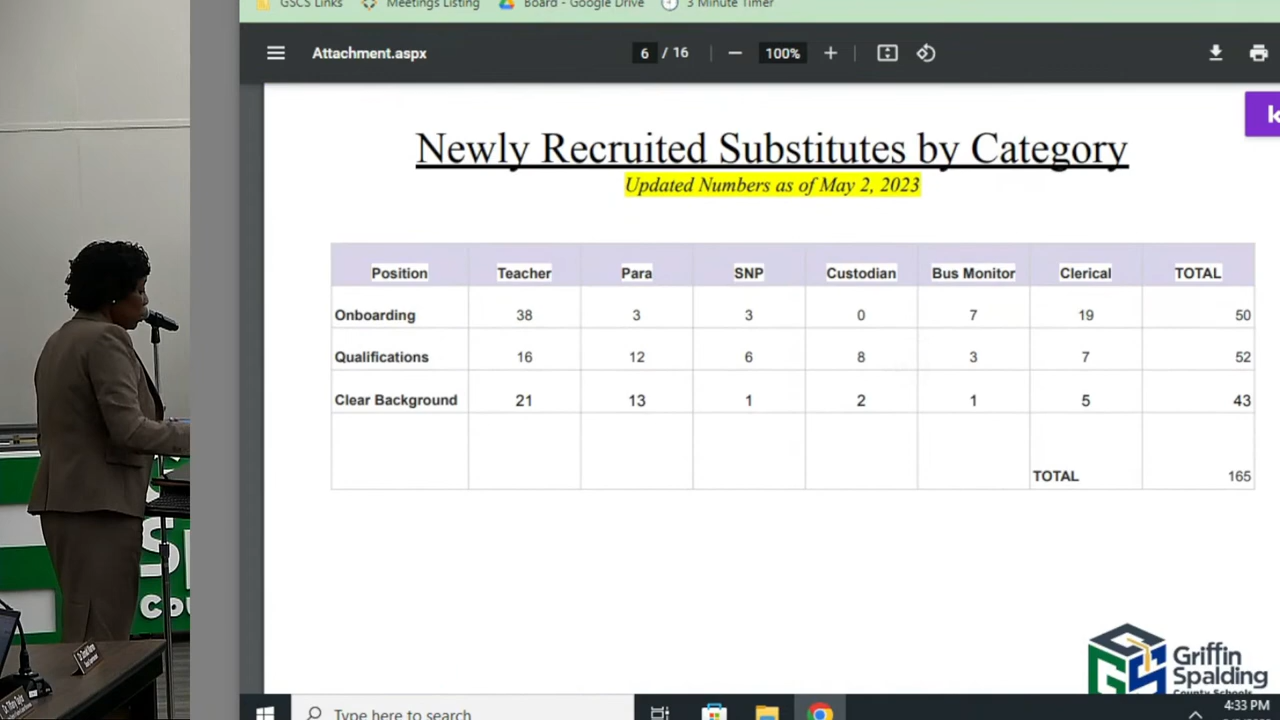 GSCS Links Meetings Listing Board - Google Drive 3 Minute Timer
Attachment.aspx 6 / 16 100%
Newly Recruited Substitutes by Category
Updated Numbers as of May 2, 2023
Position Teacher Para SNP Custodian Bus Monitor Clerical TOTAL
Onboarding 38 3 3 0 7 19 50
Qualifications 16 12 6 8 3 7 52
Clear Background 21 13 1 2 1 5 43
TOTAL 165
Griffin
Spalding
County Schools
Type here to search
4:33 PM